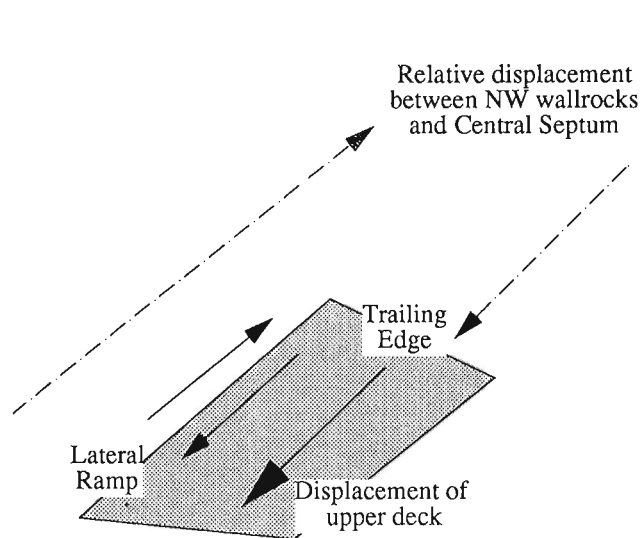 Relative displacement
between NW wallrocks
and Central Septum
Trailing
Edge
Lateral
Ramp
Displacement of
upper deck